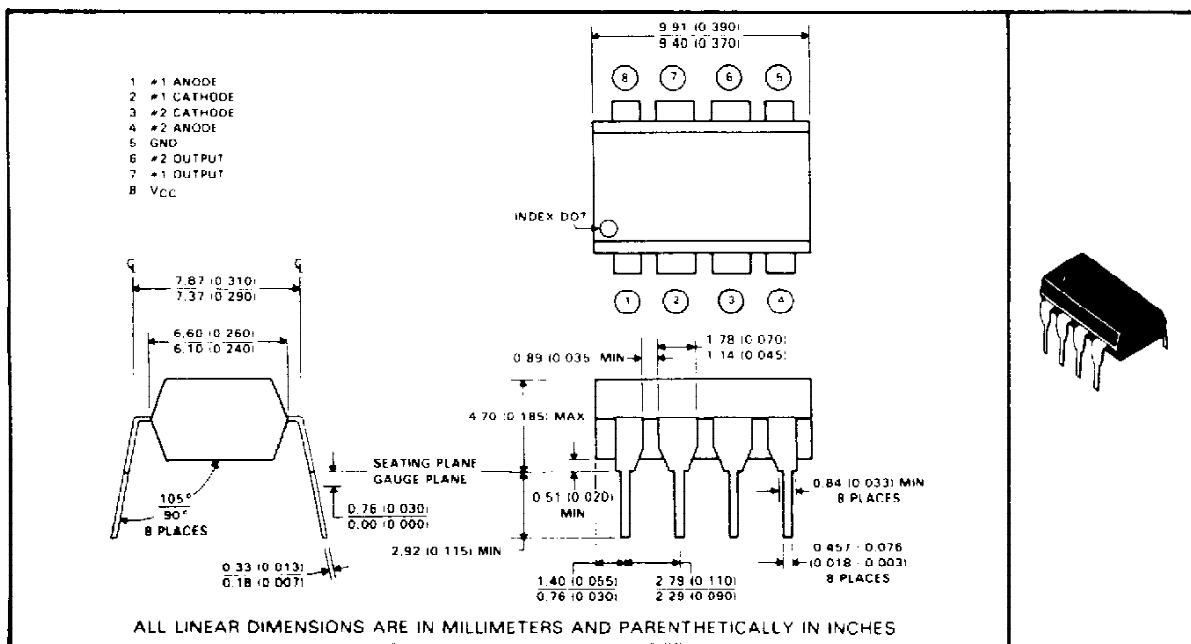 1 #1 ANODE
2 #1 CATHODE
3 #2 CATHODE
4 #2 ANODE
5 GND
6 #2 OUTPUT
7 #1 OUTPUT
8 VCC
9.91 (0.390)
9.40 (0.370)
8 7 6 5
INDEX DOT
1 2 3 4
℄ ℄
7.87 (0.310)
7.37 (0.290)
6.60 (0.260)
6.10 (0.240)
105°
90°
8 PLACES
0.33 (0.013)
0.18 (0.007)
SEATING PLANE
GAUGE PLANE
0.76 (0.030)
0.00 (0.000)
0.89 (0.035 MIN
1.78 (0.070)
1.14 (0.045)
4.70 (0.185) MAX
0.51 (0.020)
MIN
2.92 (0.115) MIN
0.84 (0.033) MIN
8 PLACES
0.457 · 0.076
(0.018 · 0.003)
8 PLACES
1.40 (0.055)
0.76 (0.030)
2.79 (0.110)
2.29 (0.090)
ALL LINEAR DIMENSIONS ARE IN MILLIMETERS AND PARENTHETICALLY IN INCHES